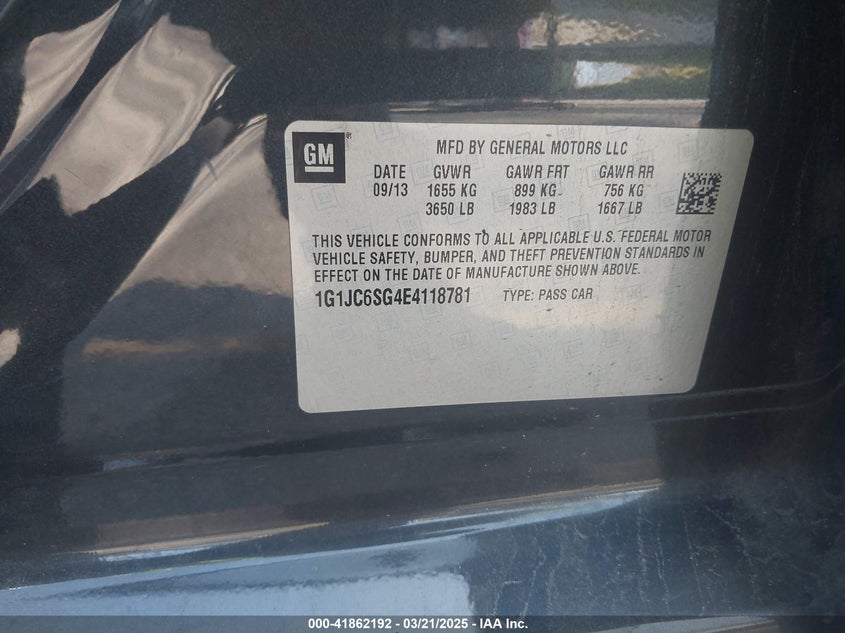 GM
MFD BY GENERAL MOTORS LLC
DATE GVWR GAWR FRT GAWR RR
09/13 1655 KG 899 KG 756 KG
3650 LB 1983 LB 1667 LB
THIS VEHICLE CONFORMS TO ALL APPLICABLE U.S. FEDERAL MOTOR
VEHICLE SAFETY, BUMPER, AND THEFT PREVENTION STANDARDS IN
EFFECT ON THE DATE OF MANUFACTURE SHOWN ABOVE.
1G1JC6SG4E4118781 TYPE: PASS CAR
000-41862192 - 03/21/2025 - IAA Inc.